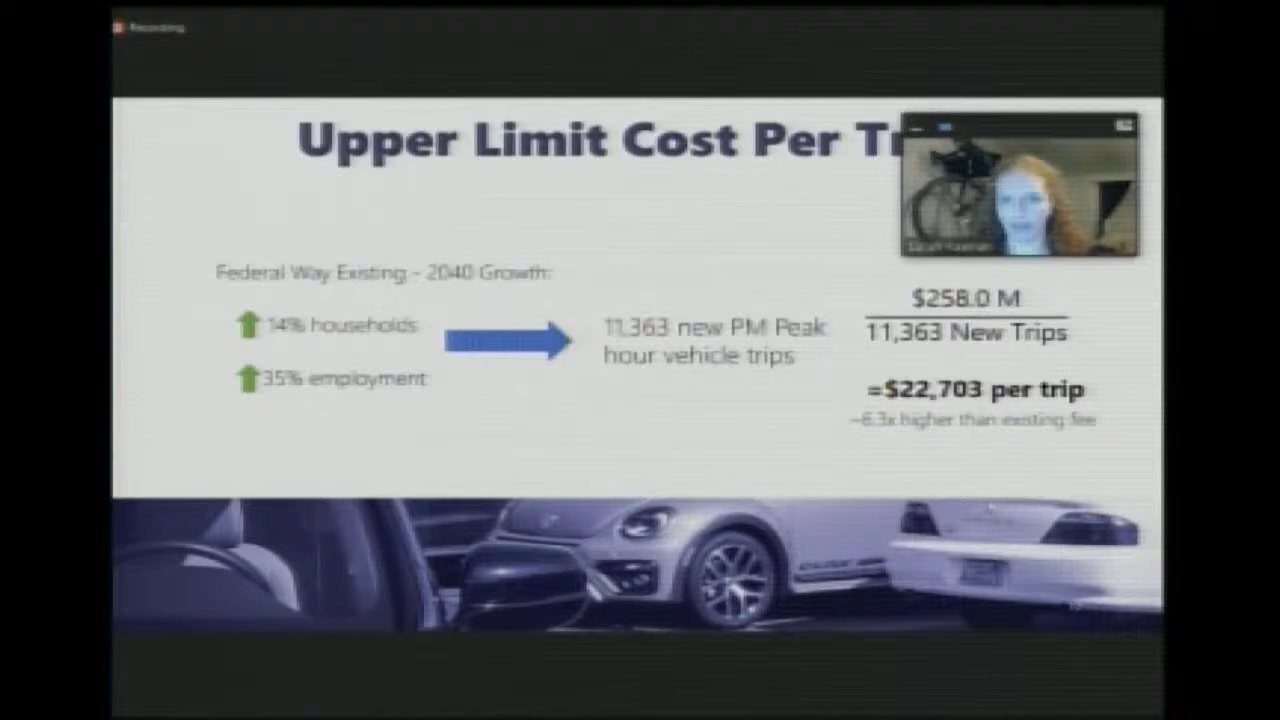 Recording
Upper Limit Cost Per Tr
Federal Way Existing - 2040 Growth:
14% households
35% employment
11,363 new PM Peak
hour vehicle trips
$258.0 M
11,363 New Trips
=$22,703 per trip
~6.3x higher than existing fee